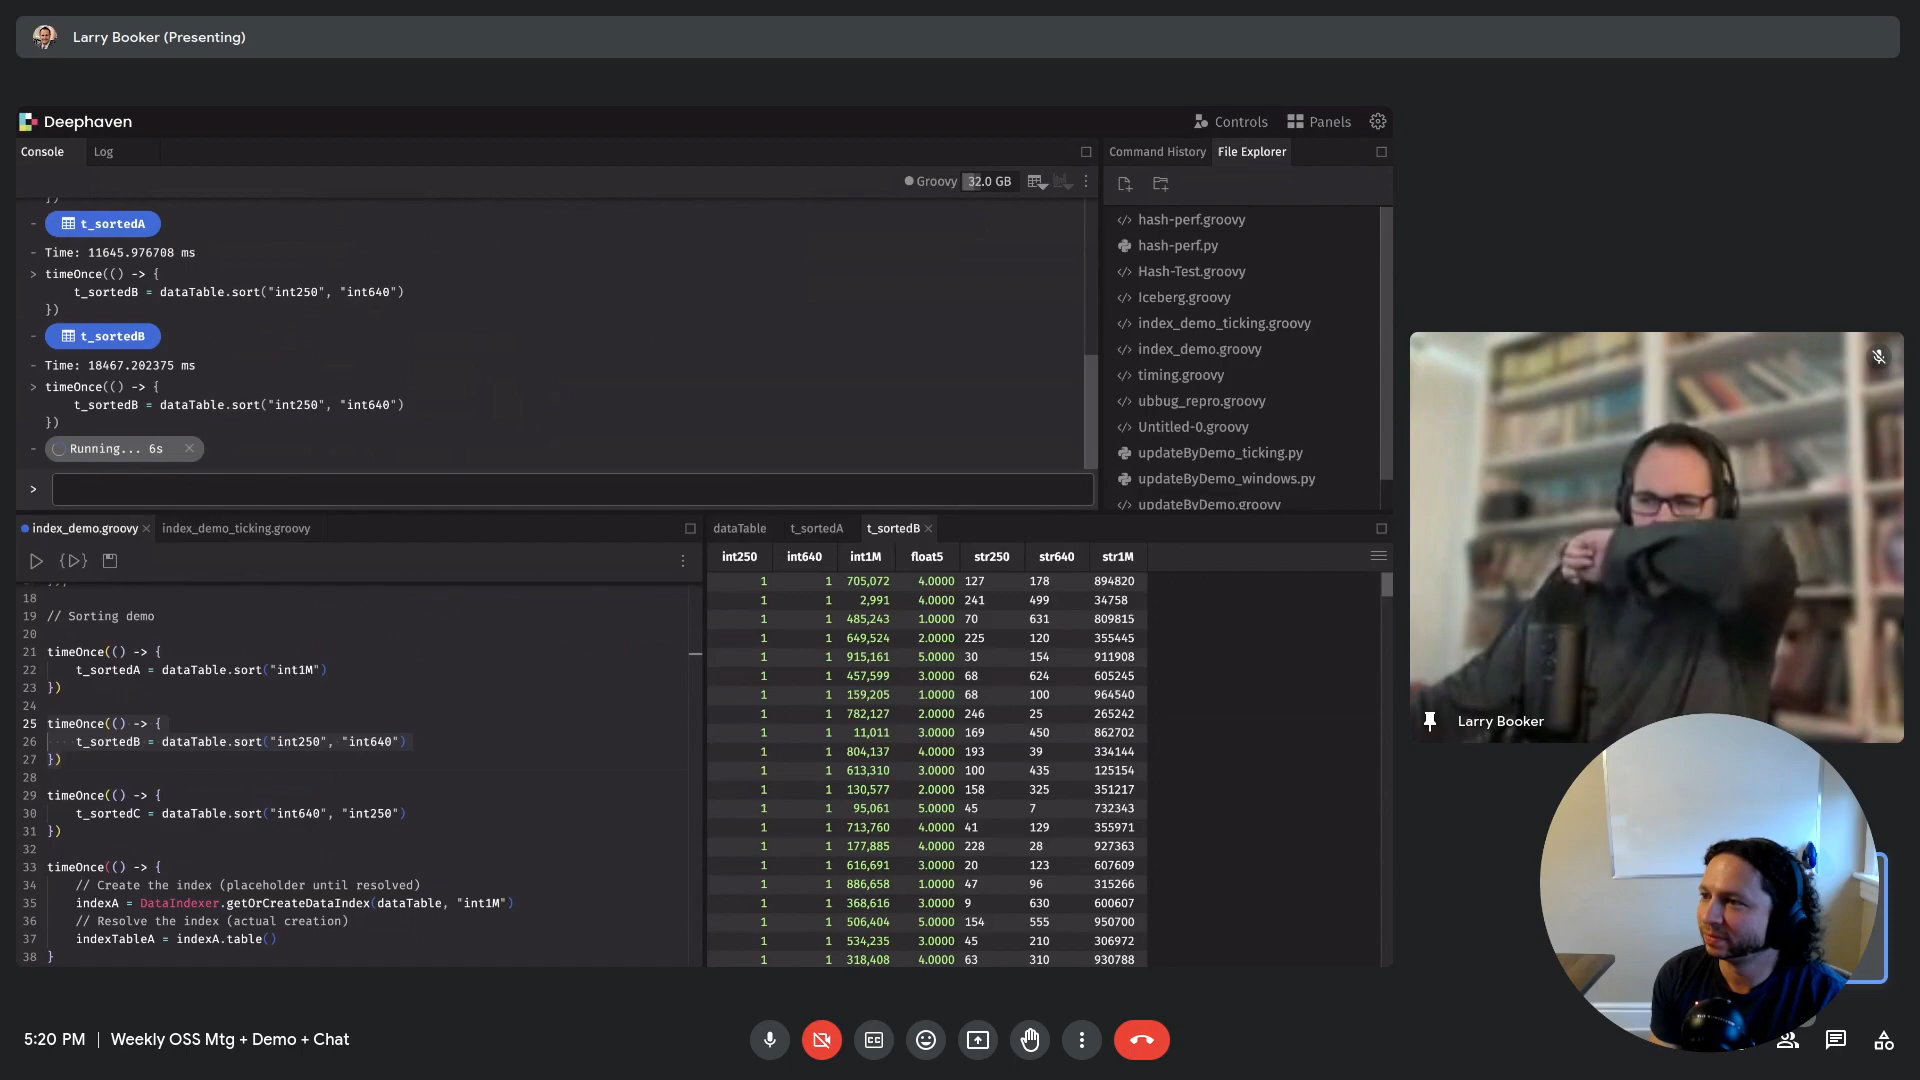 Larry Booker (Presenting)
Deephaven
Controls
Panels
Console
Log
Groovy
32.0 GB
})
- t_sortedA
- Time: 11645.976708 ms
> timeOnce(() -> {
t_sortedB = dataTable.sort("int250", "int640")
})
- t_sortedB
- Time: 18467.202375 ms
> timeOnce(() -> {
t_sortedB = dataTable.sort("int250", "int640")
})
- Running... 6s
>
Command History
File Explorer
hash-perf.groovy
hash-perf.py
Hash-Test.groovy
Iceberg.groovy
index_demo_ticking.groovy
index_demo.groovy
timing.groovy
ubbug_repro.groovy
Untitled-0.groovy
updateByDemo_ticking.py
updateByDemo_windows.py
updateByDemo.groovy
index_demo.groovy
index_demo_ticking.groovy
18
19 // Sorting demo
20
21 timeOnce(() -> {
22 t_sortedA = dataTable.sort("int1M")
23 })
24
25 timeOnce(() -> {
26 t_sortedB = dataTable.sort("int250", "int640")
27 })
28
29 timeOnce(() -> {
30 t_sortedC = dataTable.sort("int640", "int250")
31 })
32
33 timeOnce(() -> {
34 // Create the index (placeholder until resolved)
35 indexA = DataIndexer.getOrCreateDataIndex(dataTable, "int1M")
36 // Resolve the index (actual creation)
37 indexTableA = indexA.table()
38 }
dataTable
t_sortedA
t_sortedB
int250 int640 int1M float5 str250 str640 str1M
1 1 705,072 4.0000 127 178 894820
1 1 2,991 4.0000 241 499 34758
1 1 485,243 1.0000 70 631 809815
1 1 649,524 2.0000 225 120 355445
1 1 915,161 5.0000 30 154 911908
1 1 457,599 3.0000 68 624 605245
1 1 159,205 1.0000 68 100 964540
1 1 782,127 2.0000 246 25 265242
1 1 11,011 3.0000 169 450 862702
1 1 804,137 4.0000 193 39 334144
1 1 613,310 3.0000 100 435 125154
1 1 130,577 2.0000 158 325 351217
1 1 95,061 5.0000 45 7 732343
1 1 713,760 4.0000 41 129 355971
1 1 177,885 4.0000 228 28 927363
1 1 616,691 3.0000 20 123 607609
1 1 886,658 1.0000 47 96 315266
1 1 368,616 3.0000 9 630 600607
1 1 506,404 5.0000 154 555 950700
1 1 534,235 3.0000 45 210 306972
1 1 318,408 4.0000 63 310 930788
Larry Booker
5:20 PM | Weekly OSS Mtg + Demo + Chat